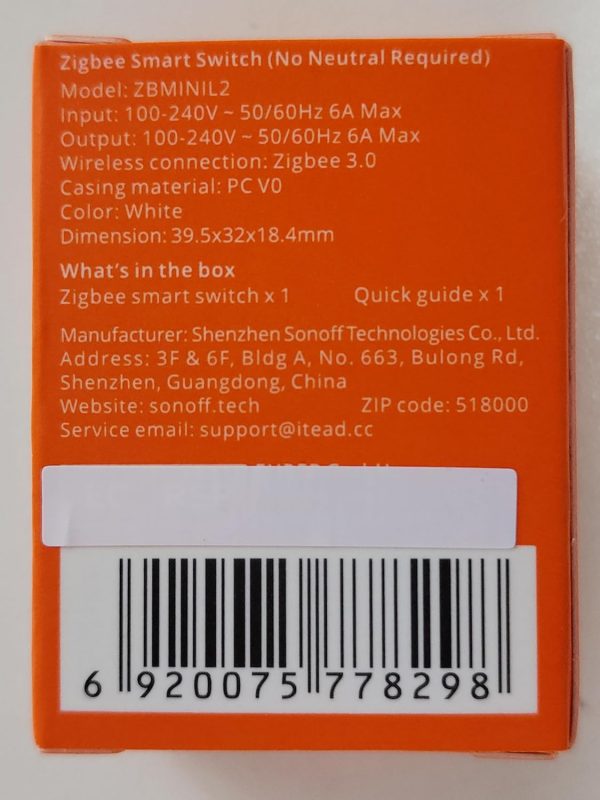 Zigbee Smart Switch (No Neutral Required)
Model: ZBMINIL2
Input: 100-240V ~ 50/60Hz 6A Max
Output: 100-240V ~ 50/60Hz 6A Max
Wireless connection: Zigbee 3.0
Casing material: PC V0
Color: White
Dimension: 39.5x32x18.4mm
What's in the box
Zigbee smart switch x 1 Quick guide x 1
Manufacturer: Shenzhen Sonoff Technologies Co., Ltd.
Address: 3F & 6F, Bldg A, No. 663, Bulong Rd,
Shenzhen, Guangdong, China
Website: sonoff.tech ZIP code: 518000
Service email: support@itead.cc
6 920075 778298